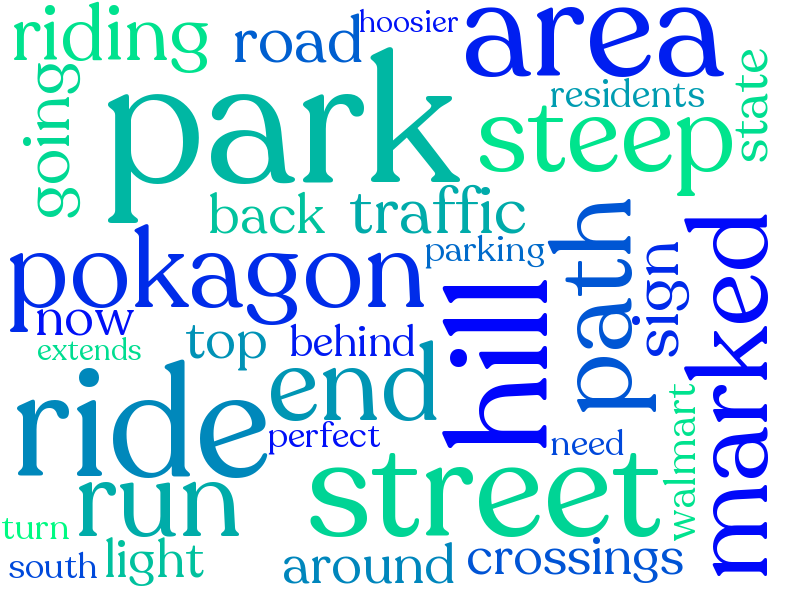 riding
road
hoosier
area
going
park
residents
state
steep
back
traffic
pokagon
parking
path
sign
marked
now
top
behind
hill
extends
ride
end
perfect
need
walmart
run
street
turn
south
light
around
crossings